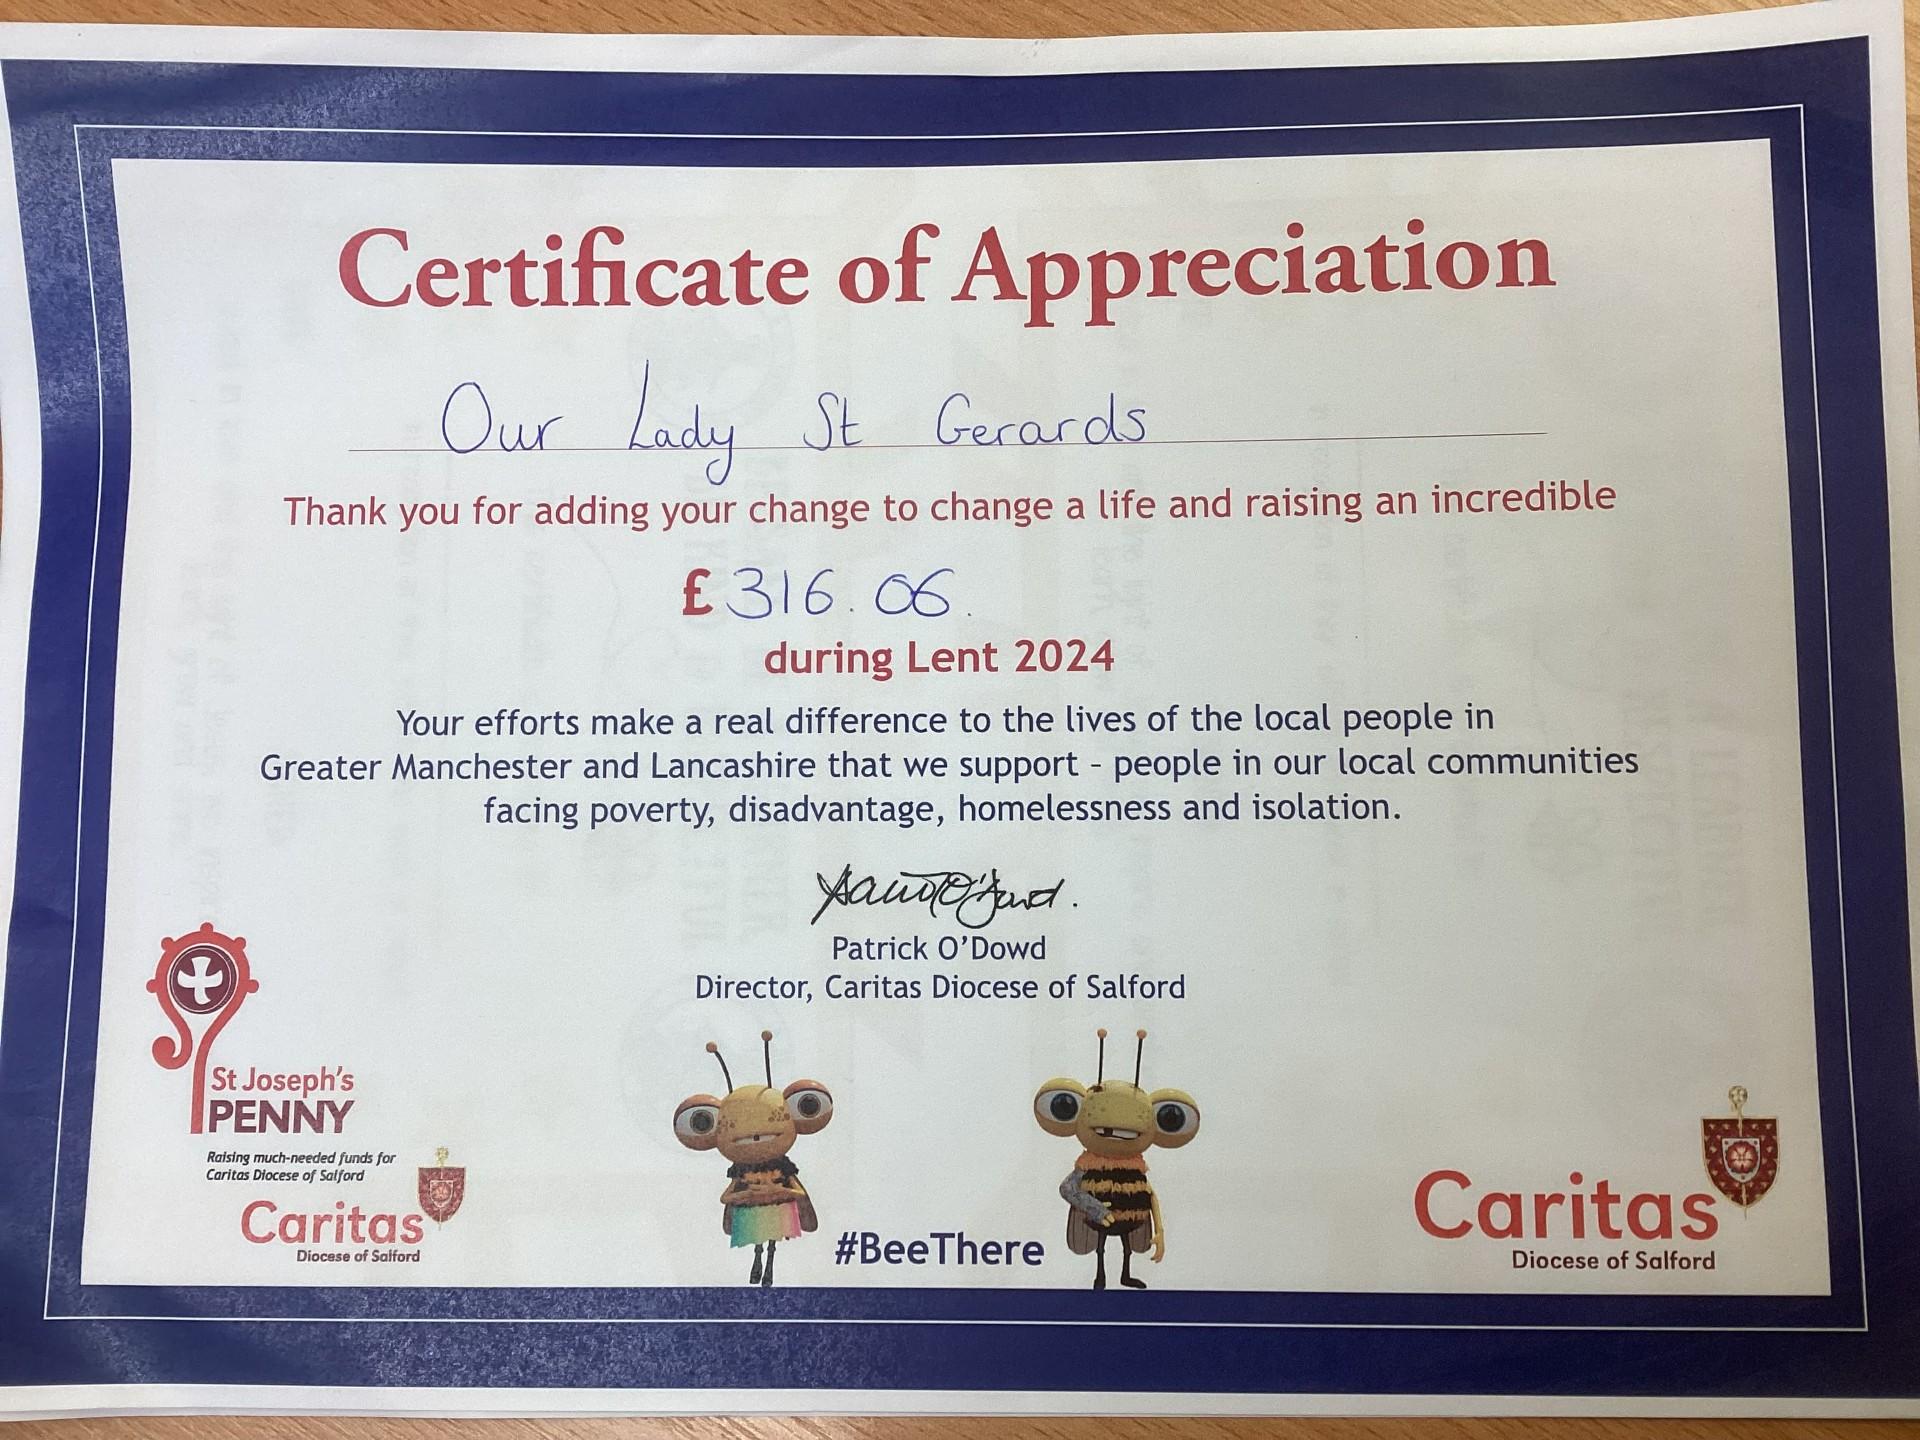 Certificate of Appreciation
Our Lady St Gerards
Thank you for adding your change to change a life and raising an incredible
£316.06.
during Lent 2024
Your efforts make a real difference to the lives of the local people in
Greater Manchester and Lancashire that we support - people in our local communities
facing poverty, disadvantage, homelessness and isolation.
Patrick O'Dowd
Director, Caritas Diocese of Salford
St Joseph's
PENNY
Raising much-needed funds for
Caritas Diocese of Salford
Caritas
Diocese of Salford
#BeeThere
Caritas
Diocese of Salford